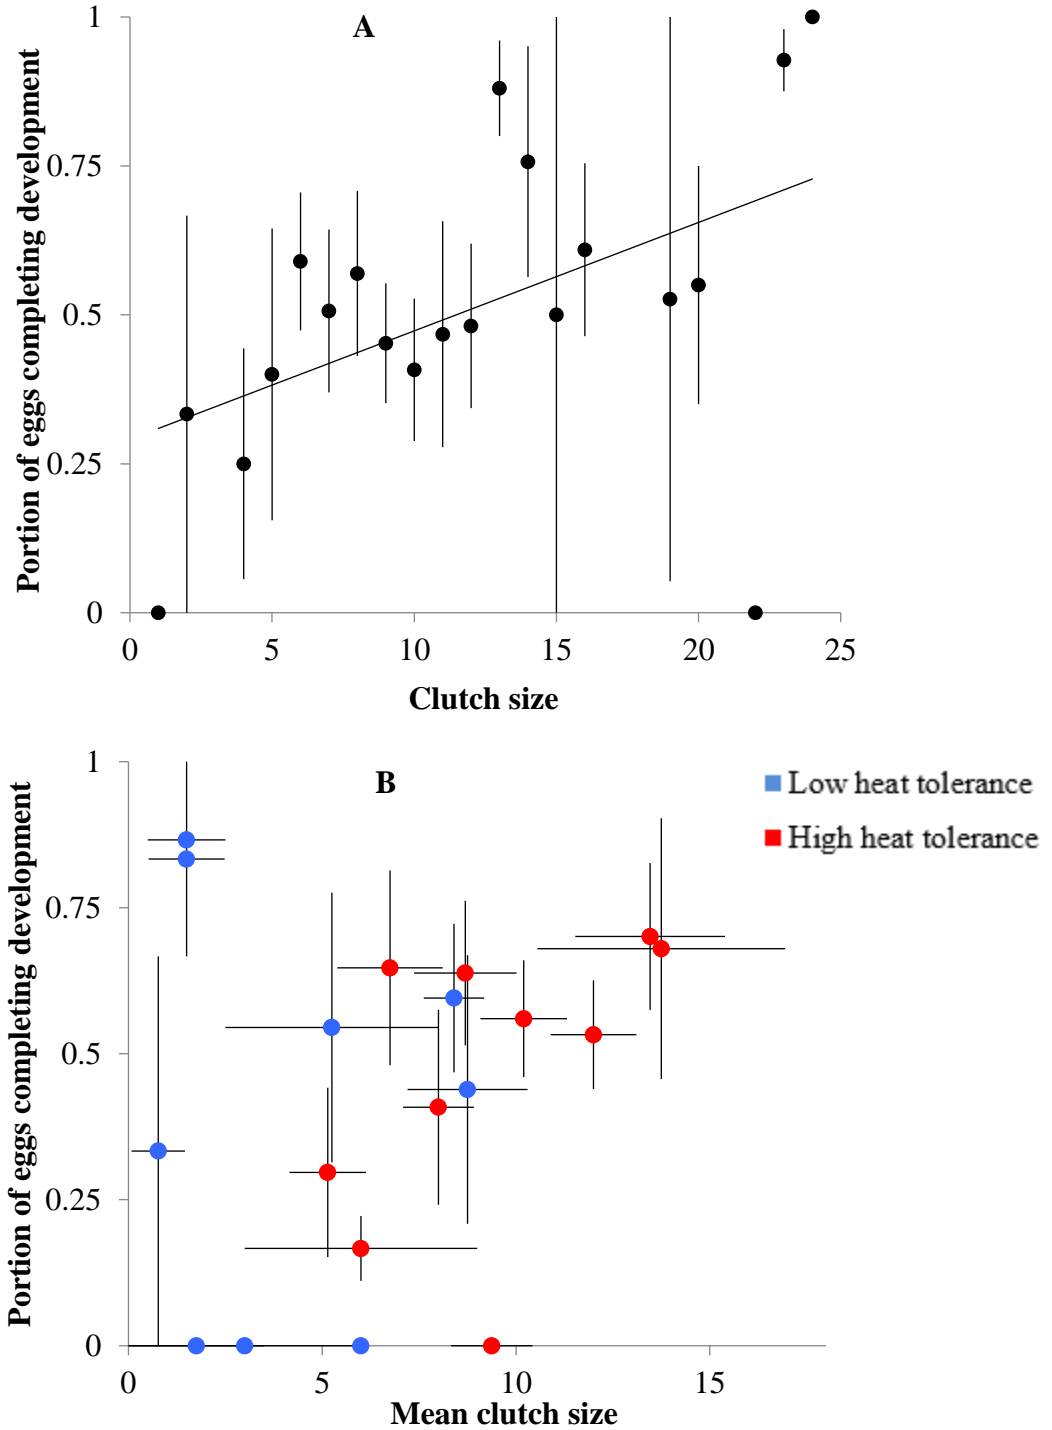 A
Portion of eggs completing development
1
0.75
0.5
0.25
0
0 5 10 15 20 25
Clutch size
B
Low heat tolerance
High heat tolerance
Portion of eggs completing development
1
0.75
0.5
0.25
0
0 5 10 15
Mean clutch size